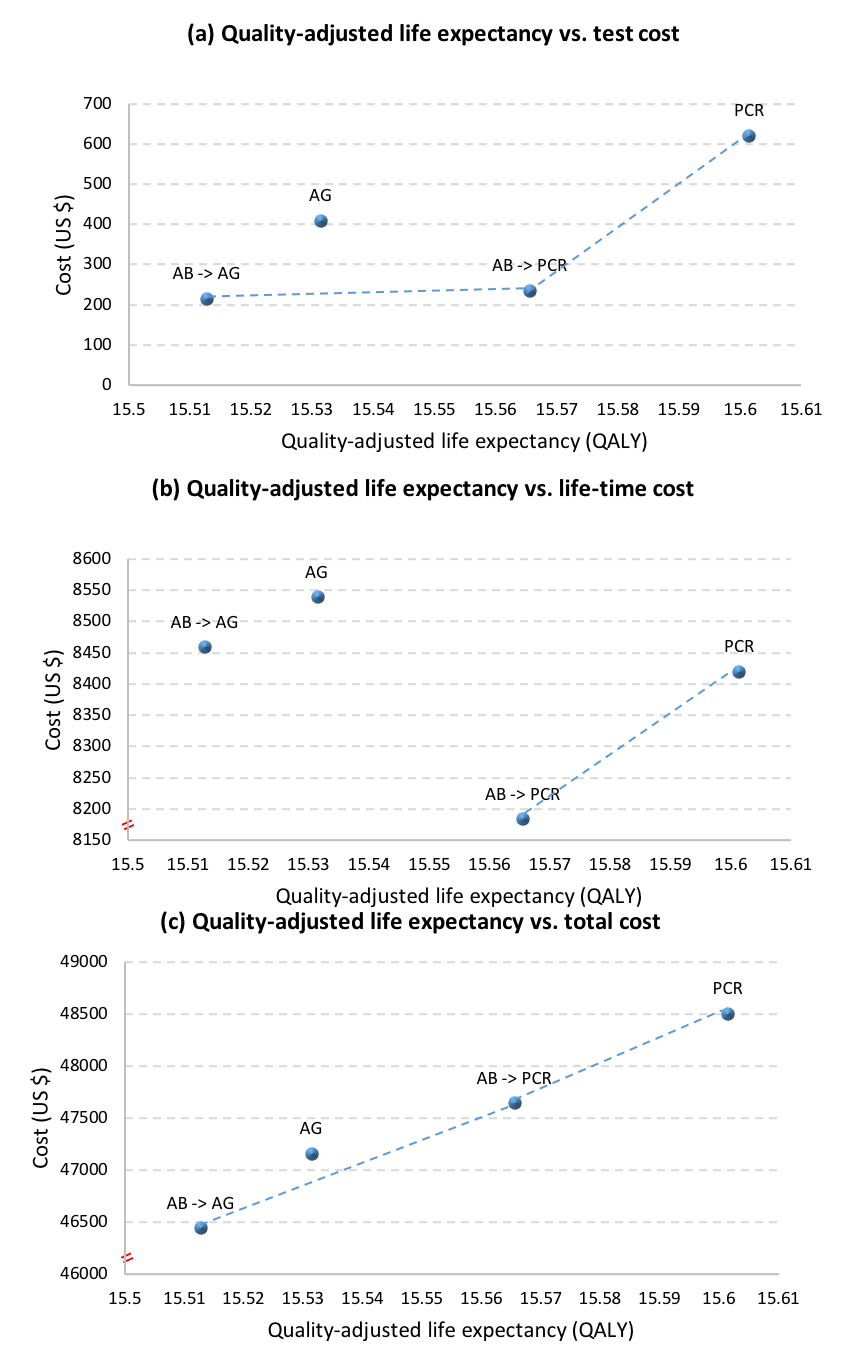 (a) Quality-adjusted life expectancy vs. test cost
700
600
500
400
300
200
100
0
Cost (US $)
PCR
AG
AB -> PCR
AB -> AG
15.5 15.51 15.52 15.53 15.54 15.55 15.56 15.57 15.58 15.59 15.6 15.61
Quality-adjusted life expectancy (QALY)
(b) Quality-adjusted life expectancy vs. life-time cost
8600
8550
8500
8450
8400
8350
8300
8250
8200
8150
Cost (US $)
AG
AB -> AG
PCR
AB -> PCR
15.5 15.51 15.52 15.53 15.54 15.55 15.56 15.57 15.58 15.59 15.6 15.61
Quality-adjusted life expectancy (QALY)
(c) Quality-adjusted life expectancy vs. total cost
49000
48500
48000
47500
47000
46500
46000
Cost (US $)
PCR
AB -> PCR
AG
AB -> AG
15.5 15.51 15.52 15.53 15.54 15.55 15.56 15.57 15.58 15.59 15.6 15.61
Quality-adjusted life expectancy (QALY)